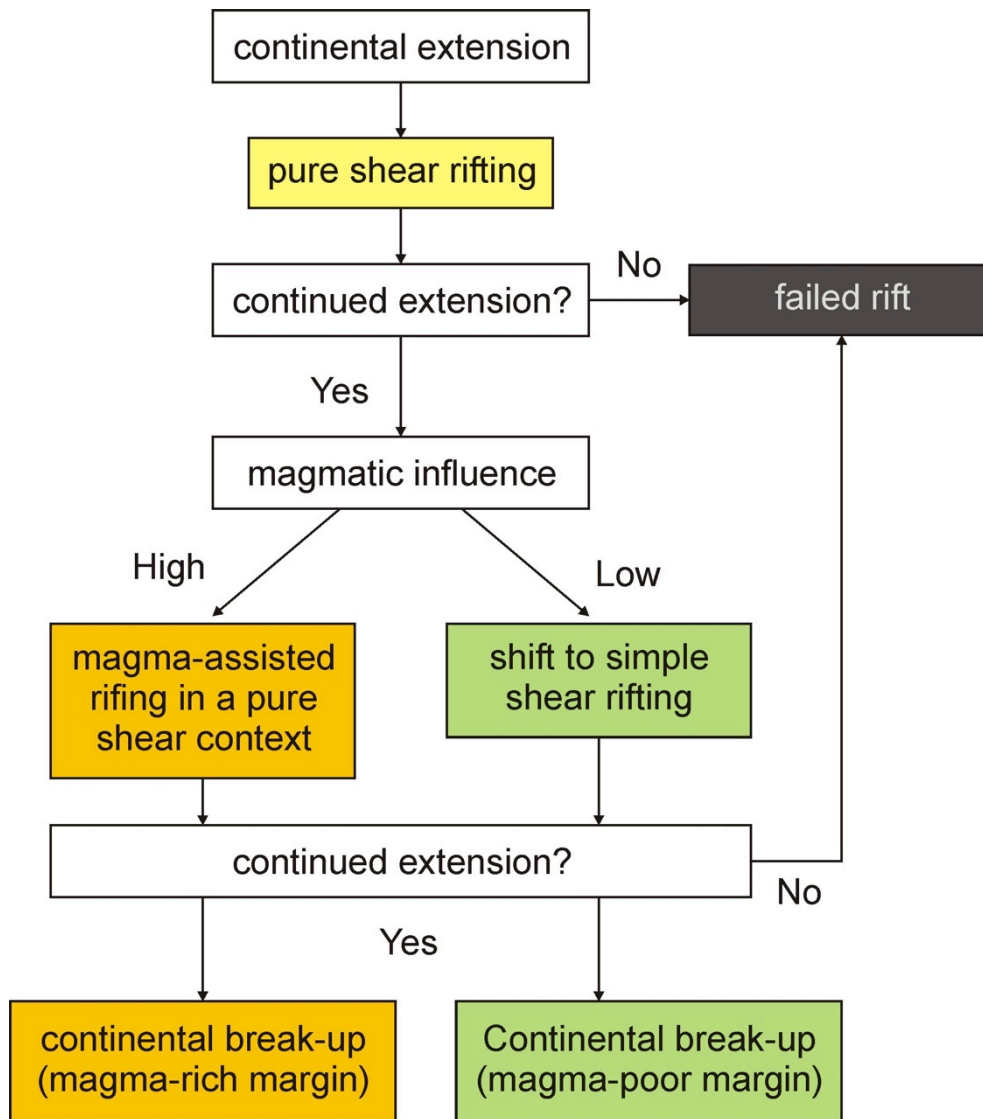 continental extension
pure shear rifting
continued extension?
No
failed rift
Yes
magmatic influence
High
Low
magma-assisted
rifing in a pure
shear context
shift to simple
shear rifting
continued extension?
No
Yes
continental break-up
(magma-rich margin)
Continental break-up
(magma-poor margin)